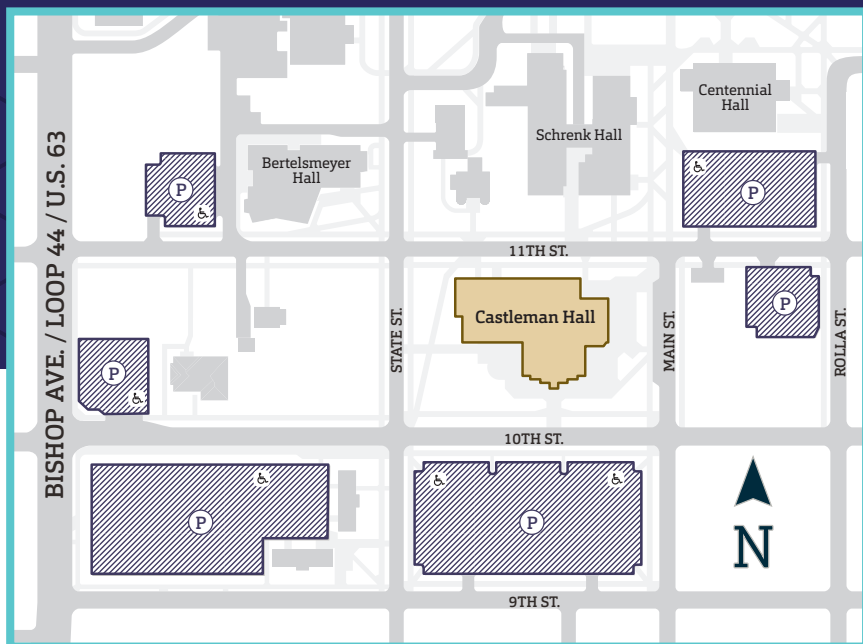 Centennial
Hall
Schrenk Hall
Bertelsmeyer
Hall
P
P
11TH ST.
BISHOP AVE. / LOOP 44 / U.S. 63
Castleman Hall
P
STATE ST.
MAIN ST.
ROLLA ST.
P
10TH ST.
P
P
N
9TH ST.